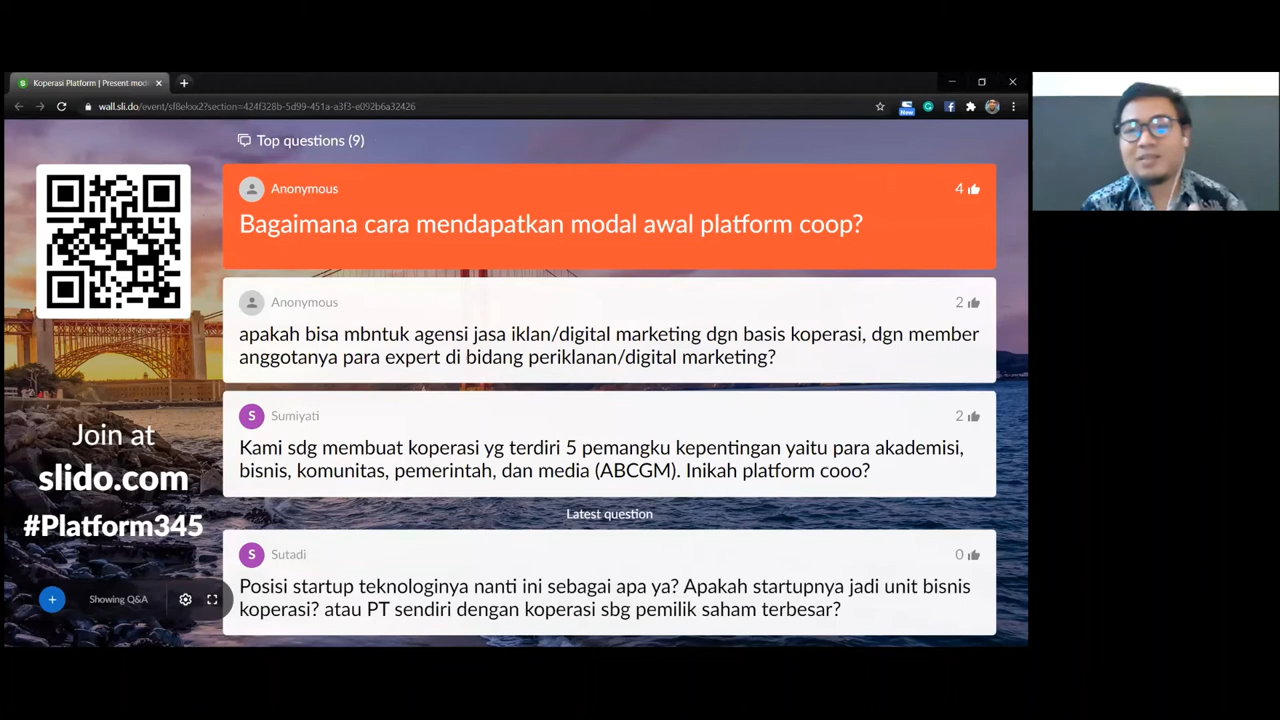 Koperasi Platform | Present mode
wall.sli.do/event/sf8ekxx2?section=424f328b-5d99-451a-a3f3-e092b6a32426
New
Top questions (9)
Anonymous
4
Bagaimana cara mendapatkan modal awal platform coop?
Anonymous
2
apakah bisa mbntuk agensi jasa iklan/digital marketing dgn basis koperasi, dgn member
anggotanya para expert di bidang periklanan/digital marketing?
S Sumiyati
2
Kami sdg membuat koperasi yg terdiri 5 pemangku kepentingan yaitu para akademisi,
bisnis, komunitas, pemerintah, dan media (ABCGM). Inikah platform cooo?
Latest question
S Sutadi
0
Posisi startup teknologinya nanti ini sebagai apa ya? Apakah startupnya jadi unit bisnis
koperasi? atau PT sendiri dengan koperasi sbg pemilik saham terbesar?
Join at
slido.com
#Platform345
Showing Q&A